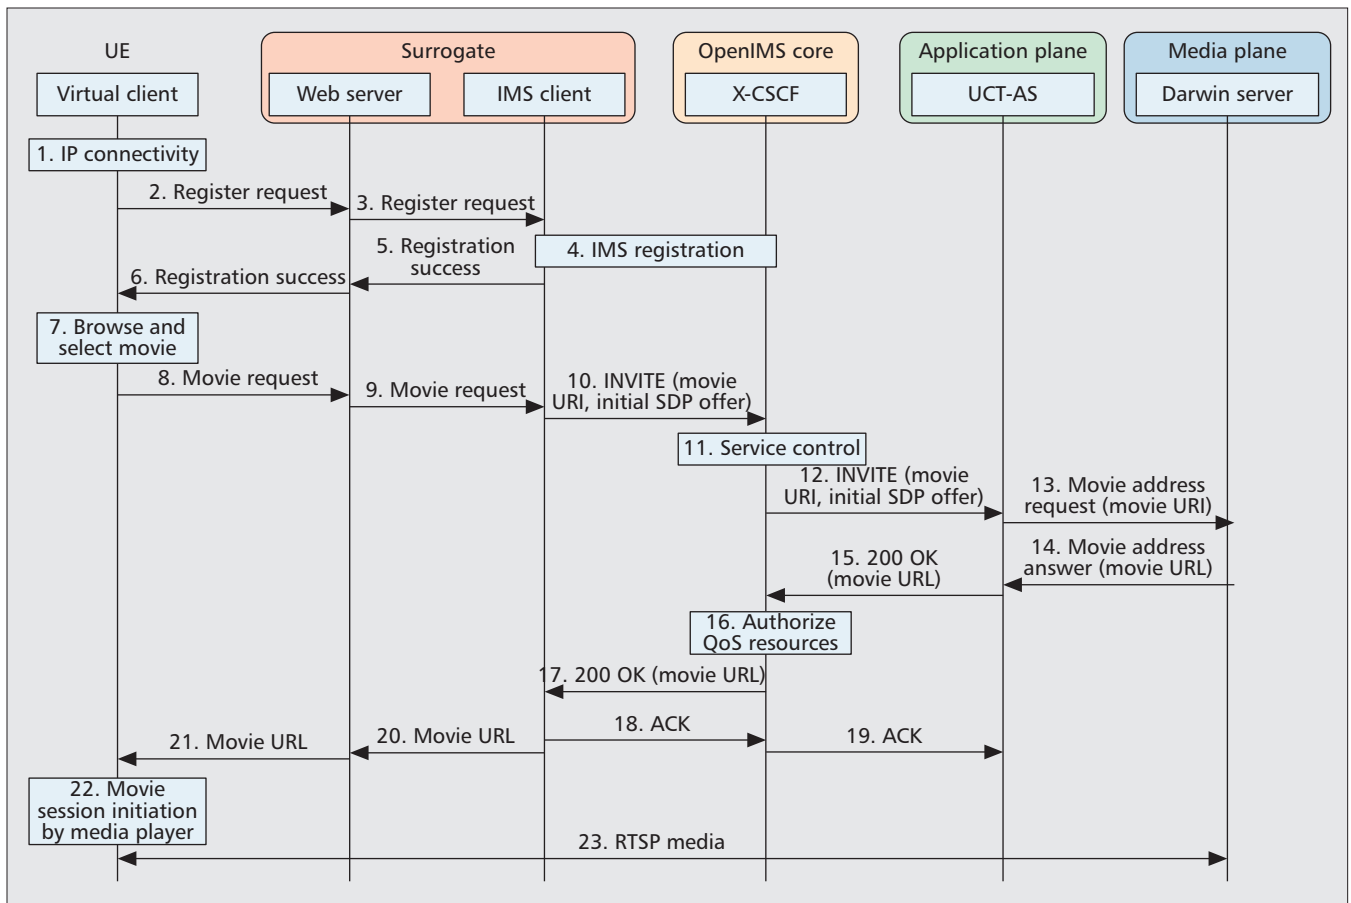 UE
Surrogate
OpenIMS core
Application plane
Media plane
Virtual client
Web server
IMS client
X-CSCF
UCT-AS
Darwin server
1. IP connectivity
2. Register request
3. Register request
4. IMS registration
5. Registration
success
6. Registration success
7. Browse and
select movie
8. Movie request
9. Movie request
10. INVITE (movie
URI, initial SDP offer)
11. Service control
12. INVITE (movie
URI, initial SDP offer)
13. Movie address
request (movie URI)
14. Movie address
answer (movie URL)
15. 200 OK
(movie URL)
16. Authorize
QoS resources
17. 200 OK (movie URL)
18. ACK
19. ACK
20. Movie URL
21. Movie URL
22. Movie
session initiation
by media player
23. RTSP media